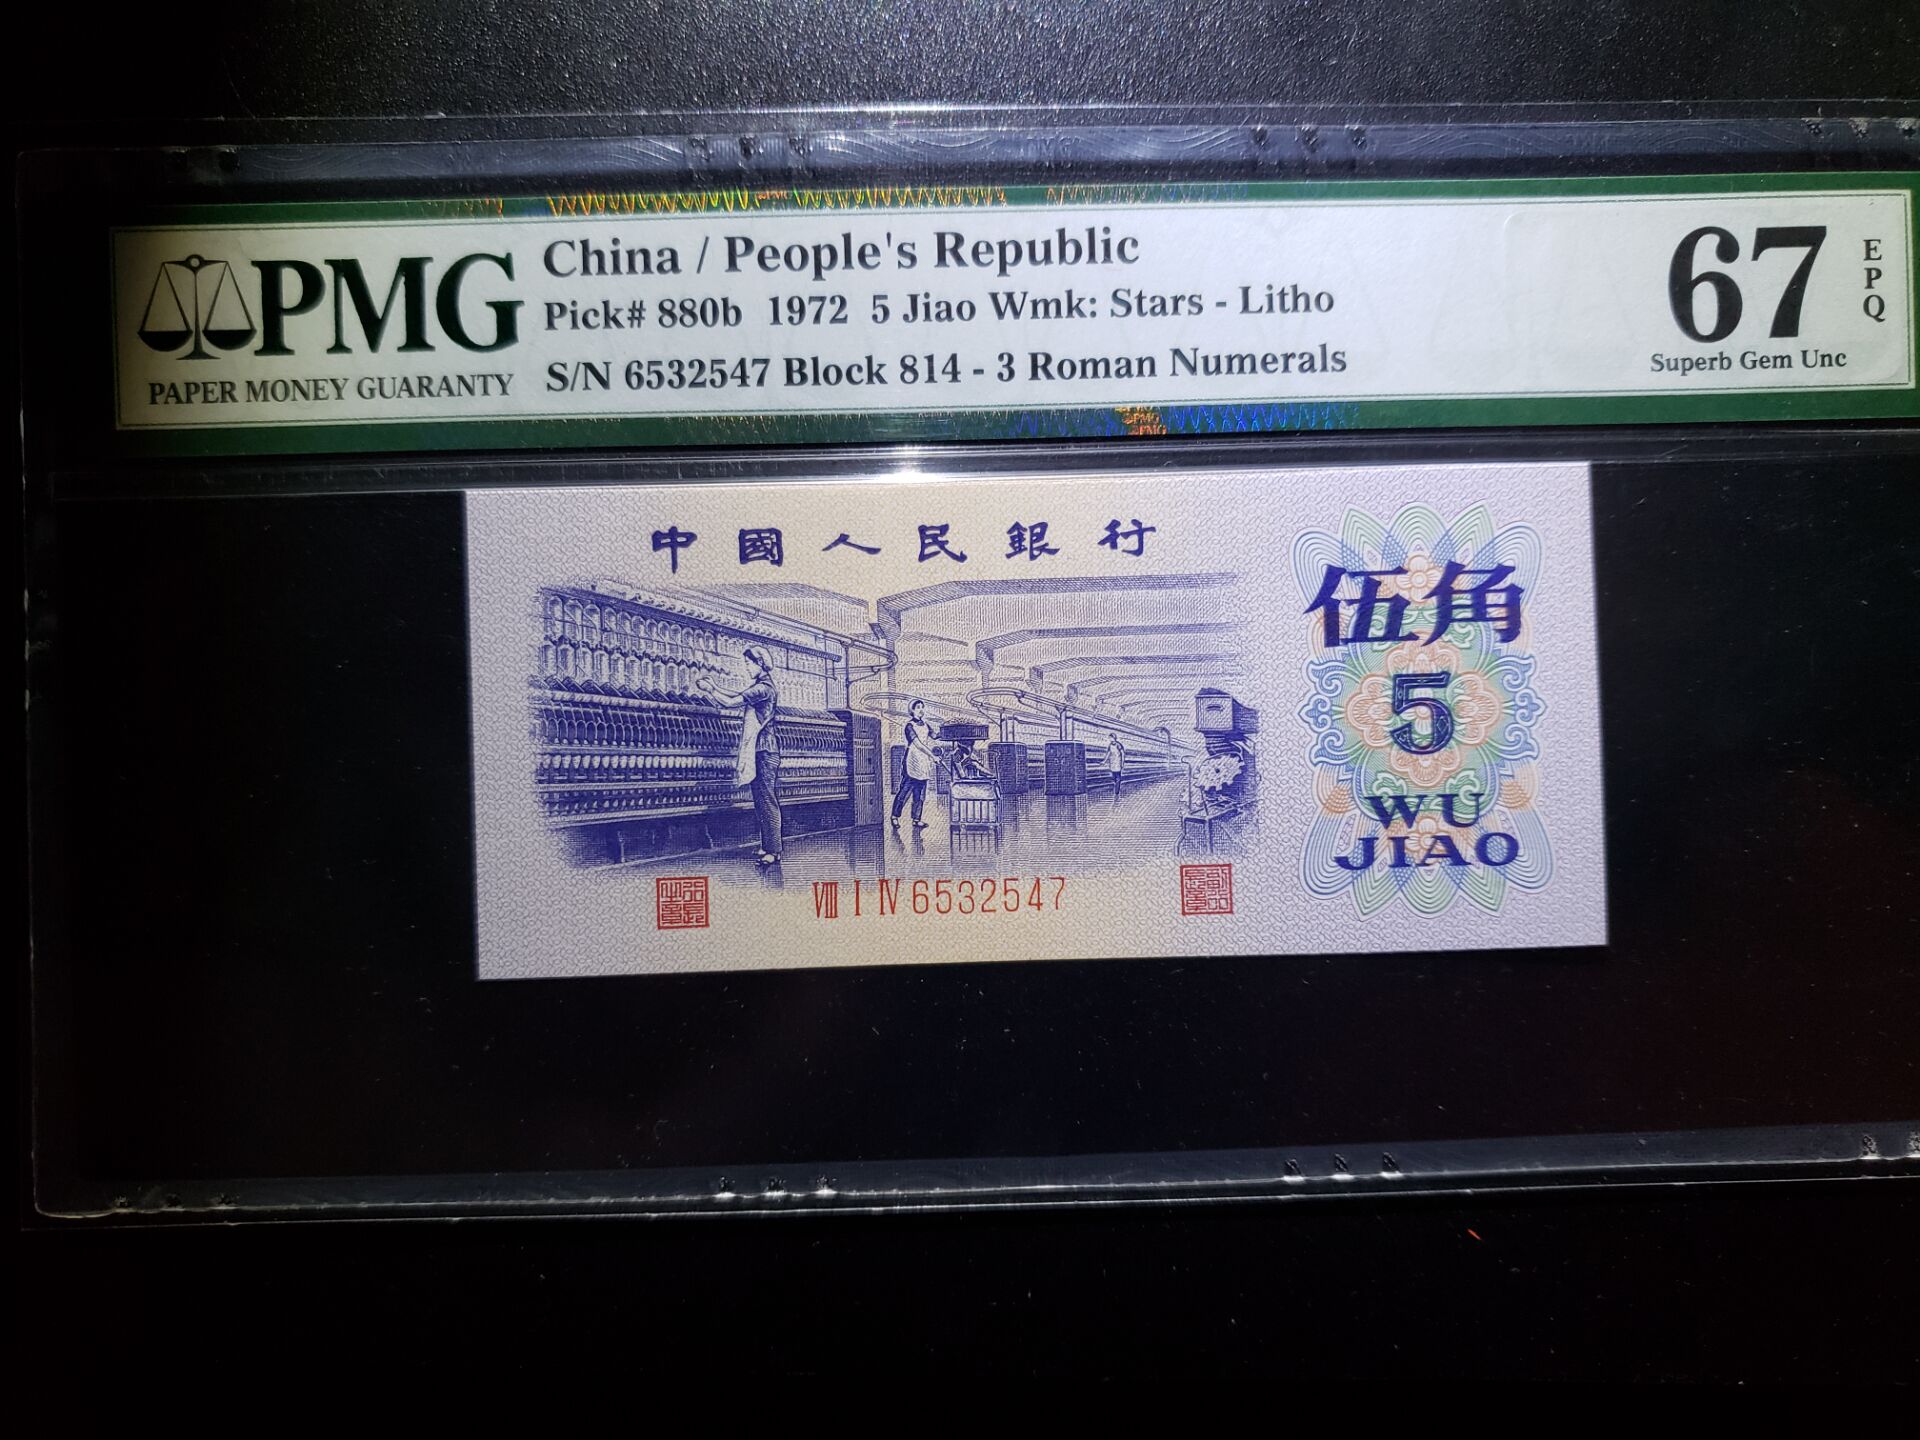 PMG
PAPER MONEY GUARANTY
China / People's Republic
Pick# 880b 1972 5 Jiao Wmk: Stars - Litho
S/N 6532547 Block 814 - 3 Roman Numerals
67
EPQ
Superb Gem Unc
中國人民銀行
伍角
5
WU
JIAO
VIII I IV 6532547